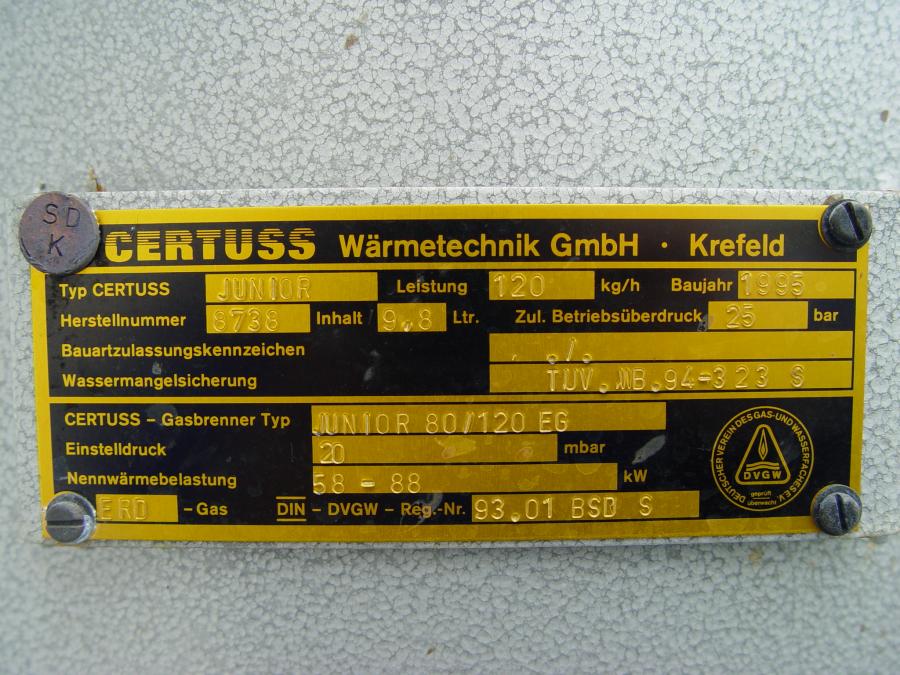 SD
K
CERTUSS Wärmetechnik GmbH · Krefeld
Typ CERTUSS JUNIOR Leistung 120 kg/h Baujahr 1995
Herstellnummer 8738 Inhalt 9,8 Ltr. Zul. Betriebsüberdruck 25 bar
Bauartzulassungskennzeichen ./.
Wassermangelsicherung TÜV.WB.94-323 S
CERTUSS – Gasbrenner Typ JUNIOR 80/120 EG
Einstelldruck 20 mbar
Nennwärmebelastung 58 - 88 kW
ERD -Gas DIN – DVGW – Reg.-Nr. 93.01 BSD S
DEUTSCHER VEREIN DES GAS- UND WASSERFACHES E.V.
DVGW
geprüft
überwacht